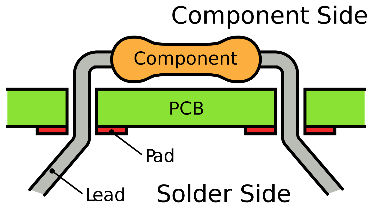 Component Side
Component
PCB
Pad
Lead
Solder Side